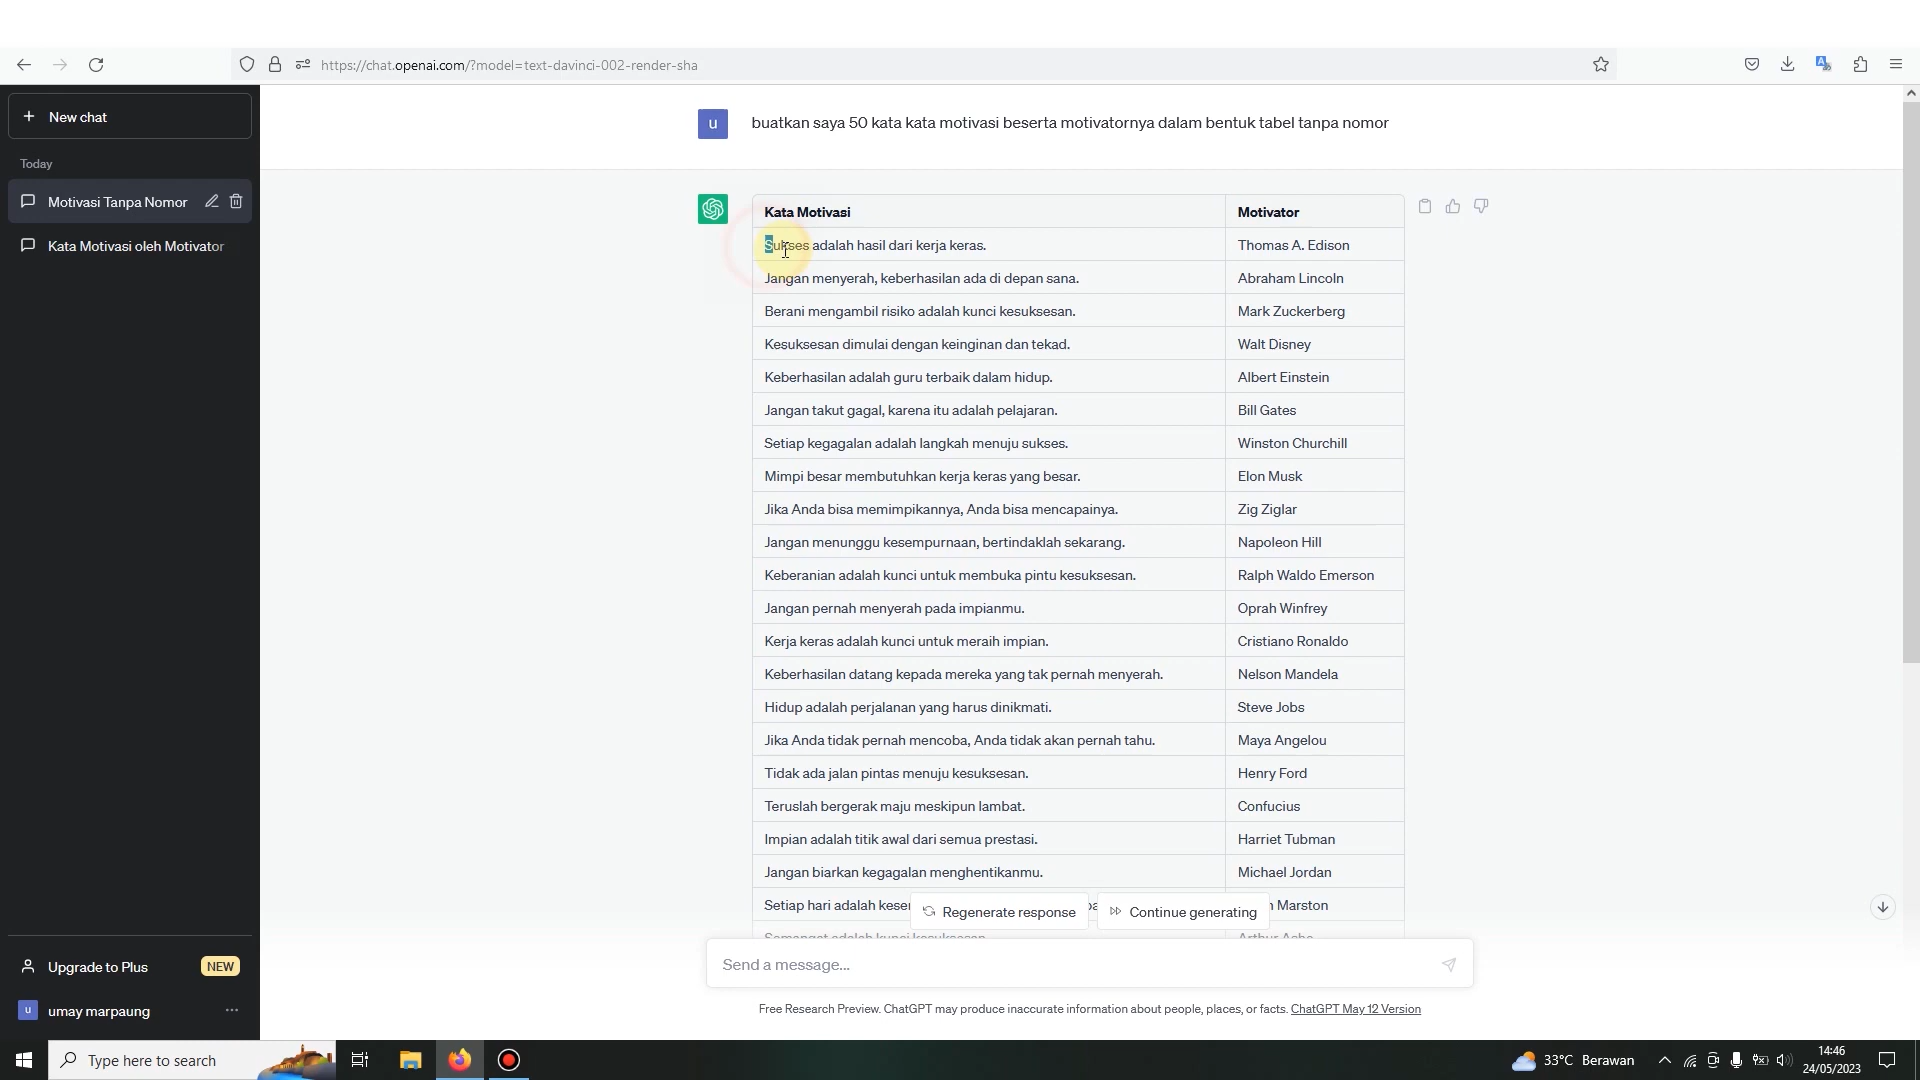 https://chat.openai.com/?model=text-davinci-002-render-sha
New chat
Today
Motivasi Tanpa Nomor
Kata Motivasi oleh Motivator
Upgrade to Plus NEW
u umay marpaung
u buatkan saya 50 kata kata motivasi beserta motivatornya dalam bentuk tabel tanpa nomor
Kata Motivasi Motivator
Sukses adalah hasil dari kerja keras. Thomas A. Edison
Jangan menyerah, keberhasilan ada di depan sana. Abraham Lincoln
Berani mengambil risiko adalah kunci kesuksesan. Mark Zuckerberg
Kesuksesan dimulai dengan keinginan dan tekad. Walt Disney
Keberhasilan adalah guru terbaik dalam hidup. Albert Einstein
Jangan takut gagal, karena itu adalah pelajaran. Bill Gates
Setiap kegagalan adalah langkah menuju sukses. Winston Churchill
Mimpi besar membutuhkan kerja keras yang besar. Elon Musk
Jika Anda bisa memimpikannya, Anda bisa mencapainya. Zig Ziglar
Jangan menunggu kesempurnaan, bertindaklah sekarang. Napoleon Hill
Keberanian adalah kunci untuk membuka pintu kesuksesan. Ralph Waldo Emerson
Jangan pernah menyerah pada impianmu. Oprah Winfrey
Kerja keras adalah kunci untuk meraih impian. Cristiano Ronaldo
Keberhasilan datang kepada mereka yang tak pernah menyerah. Nelson Mandela
Hidup adalah perjalanan yang harus dinikmati. Steve Jobs
Jika Anda tidak pernah mencoba, Anda tidak akan pernah tahu. Maya Angelou
Tidak ada jalan pintas menuju kesuksesan. Henry Ford
Teruslah bergerak maju meskipun lambat. Confucius
Impian adalah titik awal dari semua prestasi. Harriet Tubman
Jangan biarkan kegagalan menghentikanmu. Michael Jordan
Setiap hari adalah Marston
Semangat adalah kunci kesuksesan. Arthur Ashe
Regenerate response Continue generating
Send a message...
Free Research Preview. ChatGPT may produce inaccurate information about people, places, or facts. ChatGPT May 12 Version
Type here to search
33°C Berawan
14:46
24/05/2023